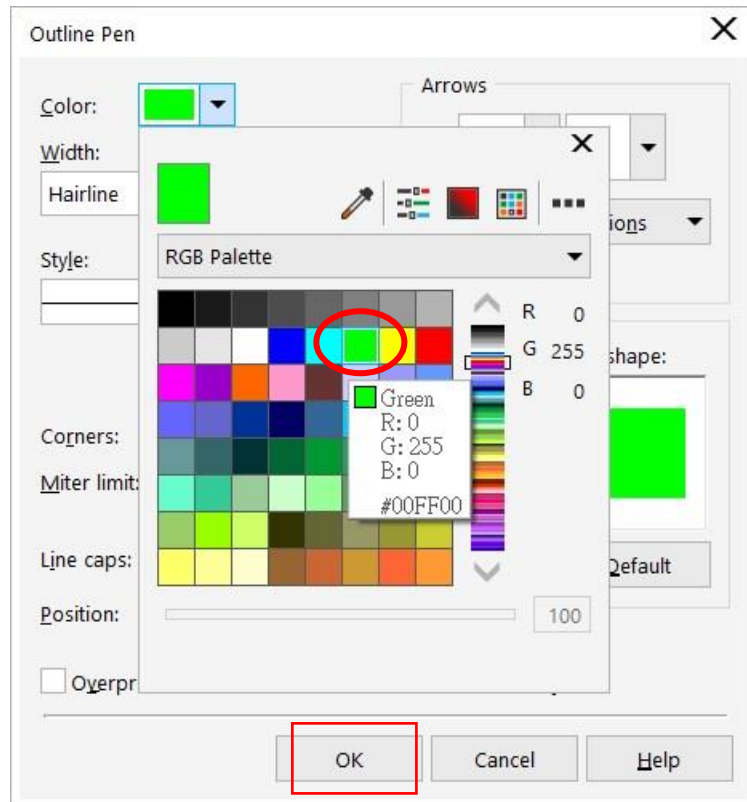 Outline Pen
Color:
Arrows
Width:
Hairline
RGB Palette
ions
Style:
R 0
G 255
B 0
shape:
Green
R: 0
G: 255
B: 0
#00FF00
Corners:
Miter limit:
Line caps:
Default
Position:
100
Overpr
OK
Cancel
Help